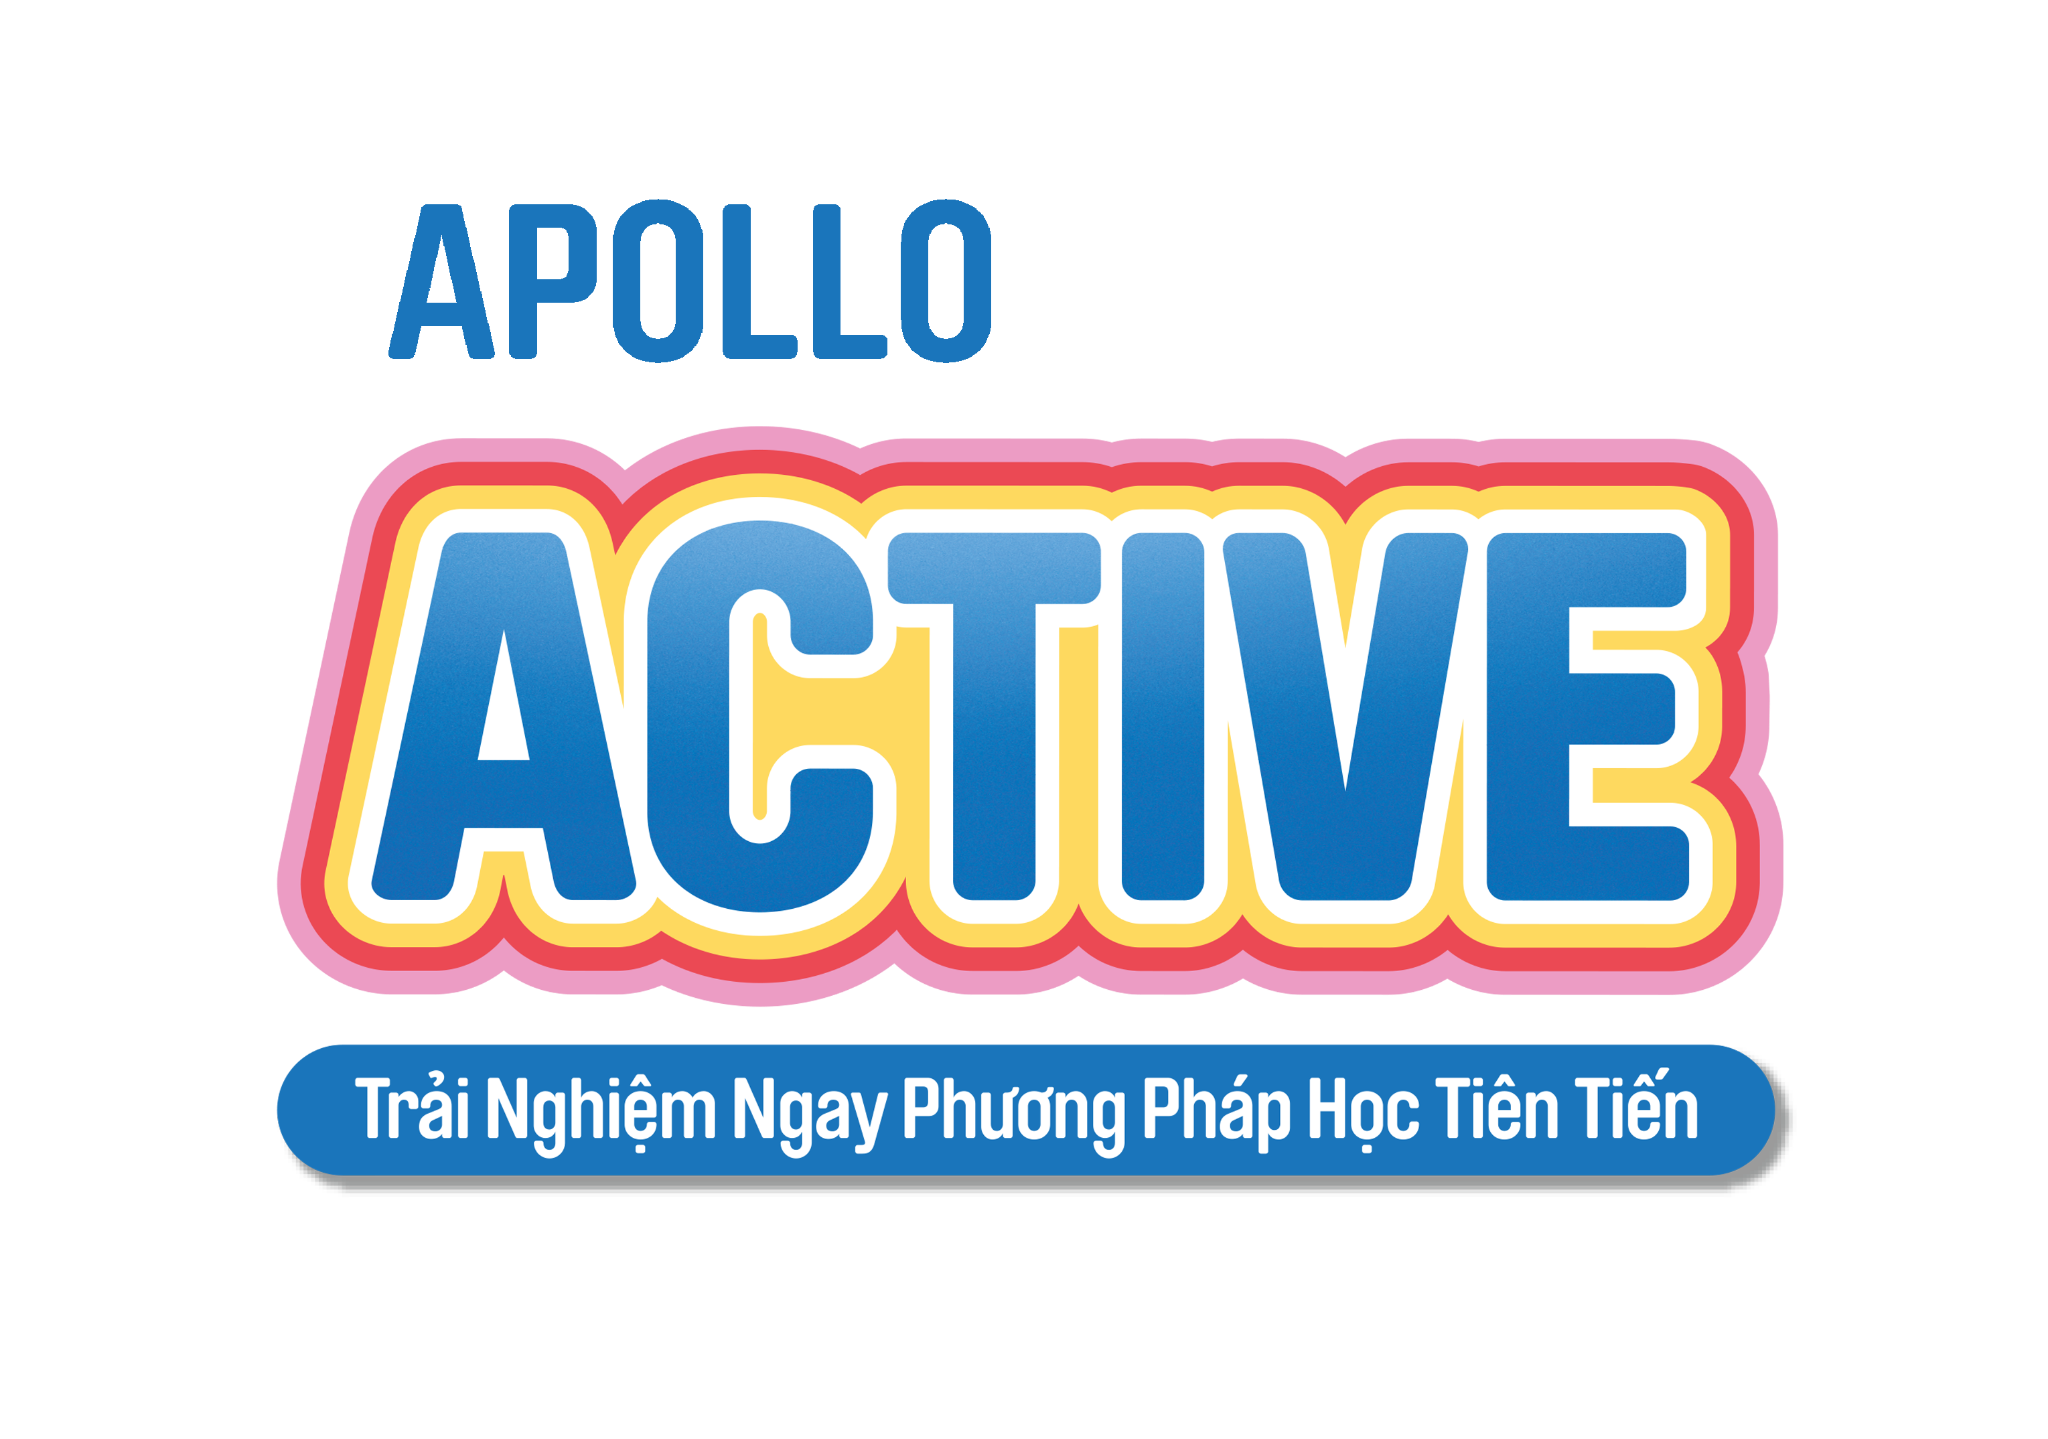 APOLLO
ACTIVE
Trải Nghiệm Ngay Phương Pháp Học Tiên Tiến